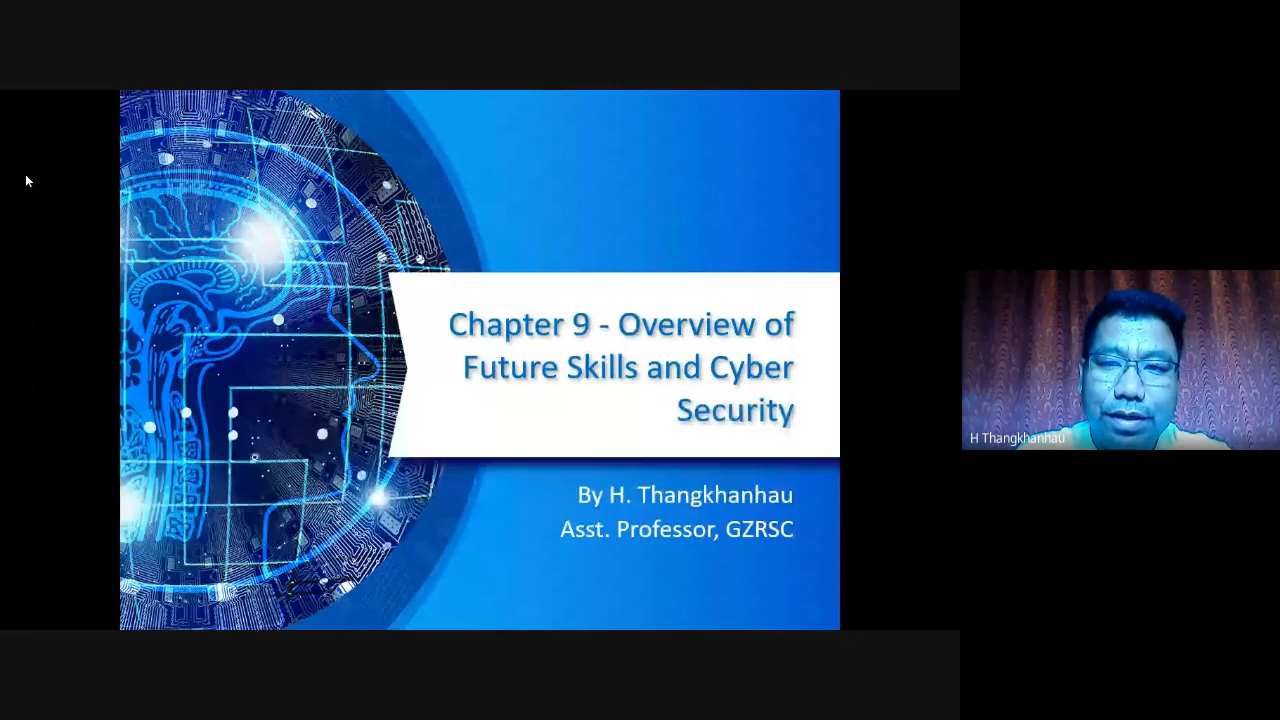 Chapter 9 - Overview of
Future Skills and Cyber
Security
By H. Thangkhanhau
Asst. Professor, GZRSC
H Thangkhanhau